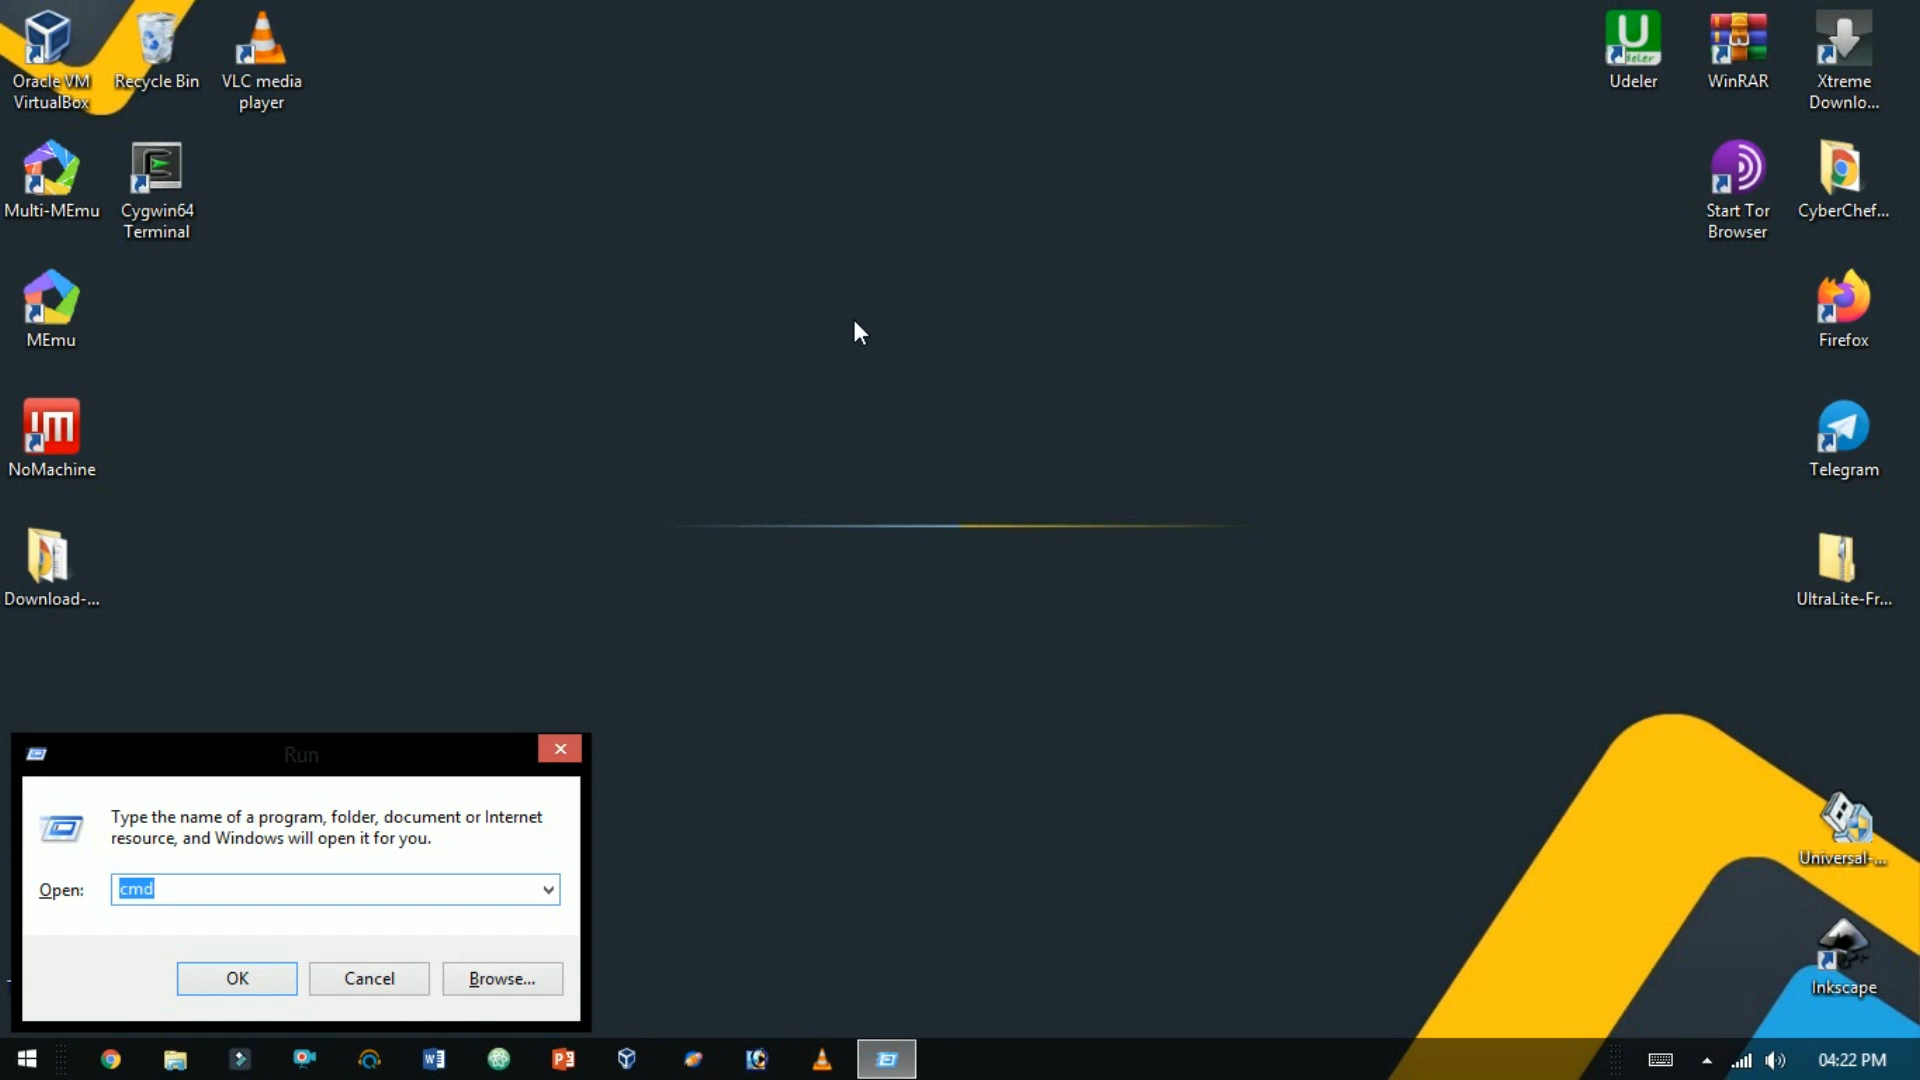 Oracle VM
VirtualBox
Recycle Bin
VLC media
player
Udeler
WinRAR
Xtreme
Downlo...
Multi-MEmu
Cygwin64
Terminal
Start Tor
Browser
CyberChef...
MEmu
Firefox
NoMachine
Telegram
Download-...
UltraLite-Fr...
Run
Type the name of a program, folder, document or Internet
resource, and Windows will open it for you.
Open: cmd
OK Cancel Browse...
Universal-...
Inkscape
04:22 PM